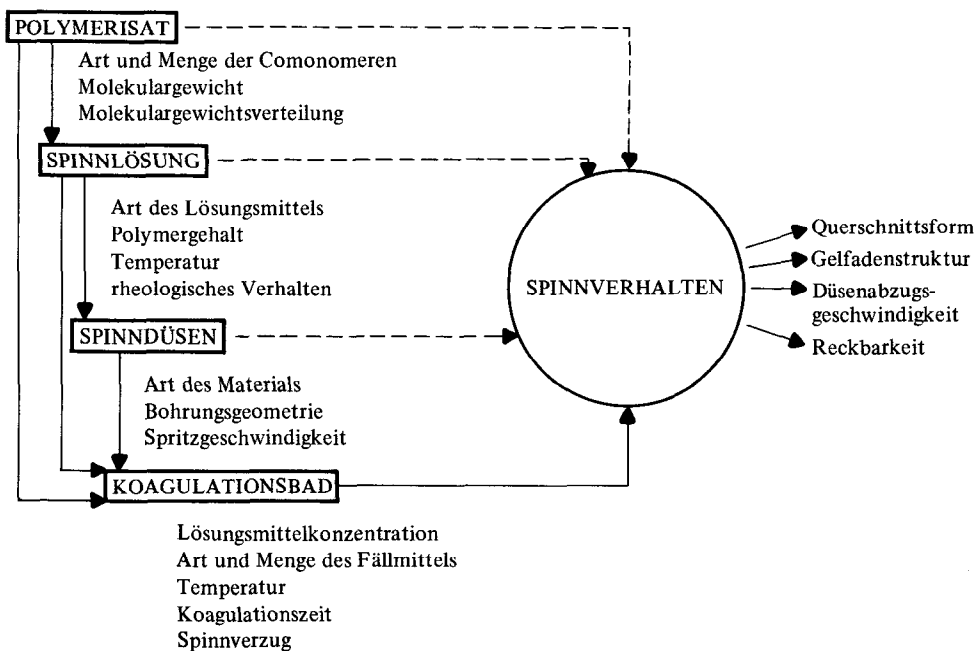 POLYMERISAT
Art und Menge der Comonomeren
Molekulargewicht
Molekulargewichtsverteilung
SPINNLÖSUNG
Art des Lösungsmittels
Polymergehalt
Temperatur
rheologisches Verhalten
SPINNDÜSEN
Art des Materials
Bohrungsgeometrie
Spritzgeschwindigkeit
KOAGULATIONSBAD
Lösungsmittelkonzentration
Art und Menge des Fällmittels
Temperatur
Koagulationszeit
Spinnverzug
SPINNVERHALTEN
Querschnittsform
Gelfadenstruktur
Düsenabzugs-
geschwindigkeit
Reckbarkeit